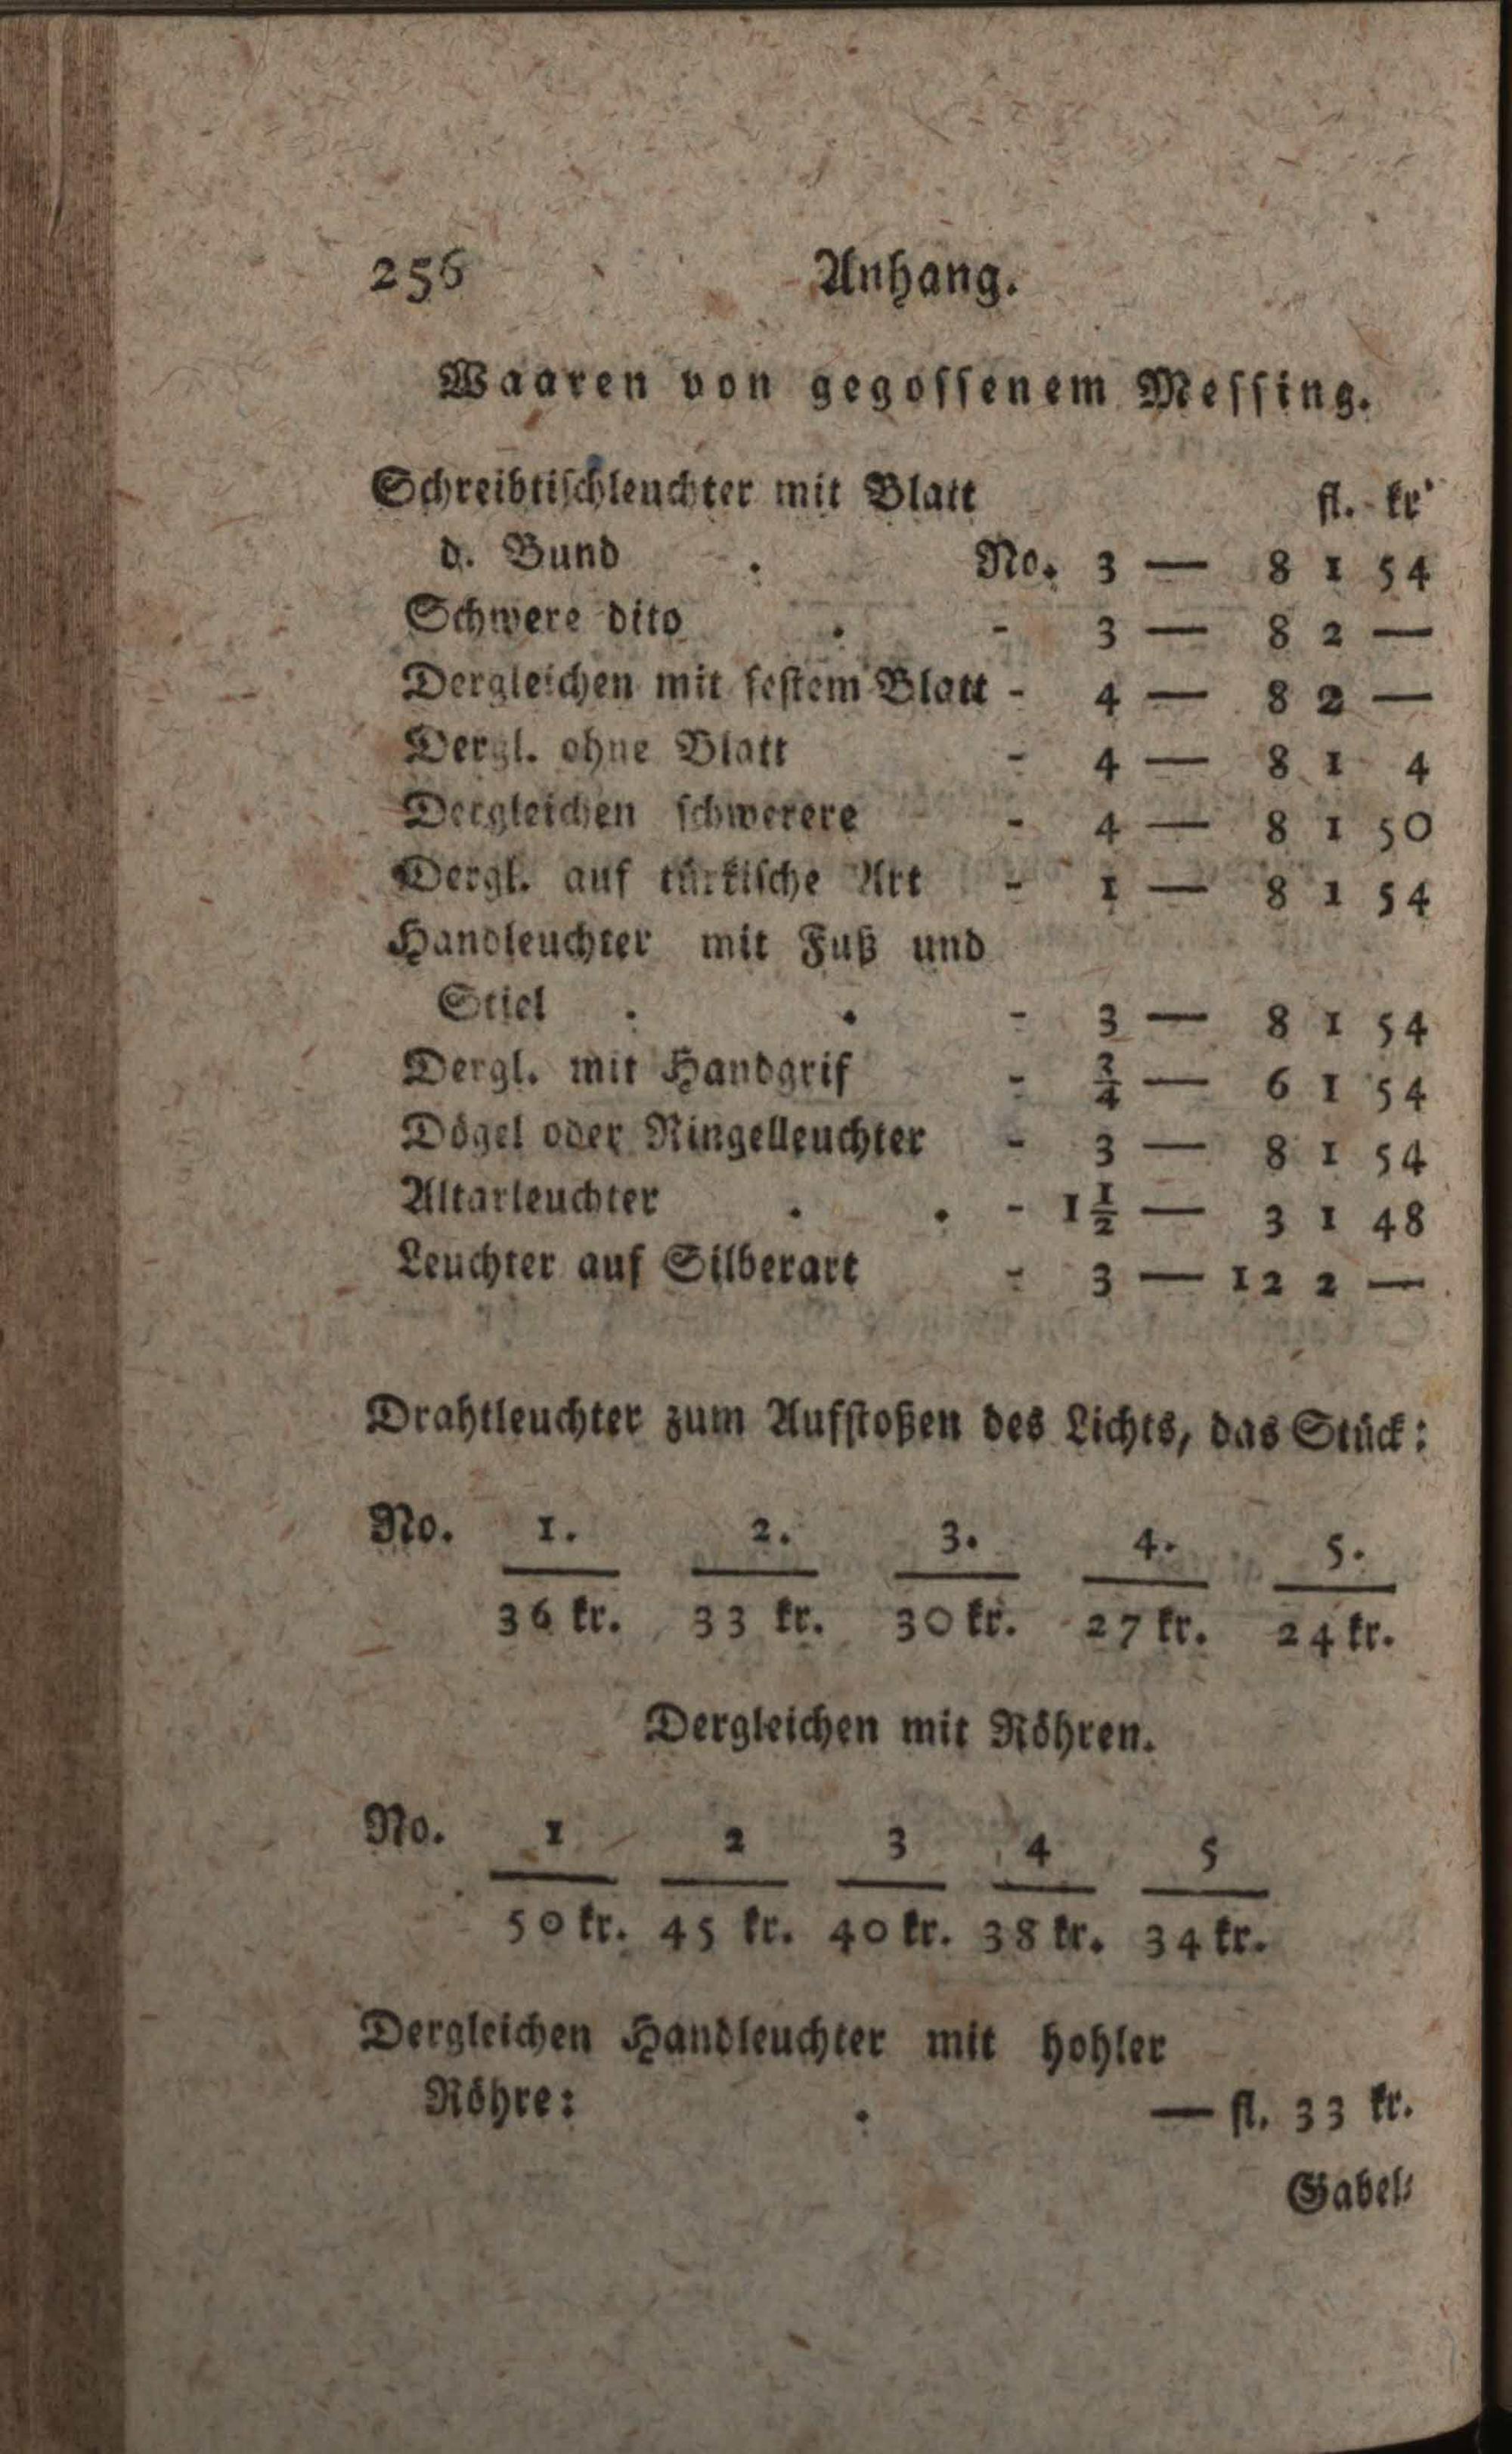 256 Anhang.
Waaren von gegossenem Messing.
Schreibtischleuchter mit Blatt fl. kr
d. Bund . No. 3 — 8 1 54
Schwere dito . - 3 — 8 2 —
Dergleichen mit festem Blatt - 4 — 8 2 —
Dergl. ohne Blatt - 4 — 8 1 4
Dergleichen schwerere - 4 — 8 1 50
Dergl. auf türkische Art - 1 — 8 1 54
Handleuchter mit Fuß und
Stiel . . - 3 — 8 1 54
Dergl. mit Handgrif - ¾ — 6 1 54
Dögel oder Ringelleuchter - 3 — 8 1 54
Altarleuchter . . - 1½ — 3 1 48
Leuchter auf Silberart - 3 — 12 2 —
Drahtleuchter zum Aufstoßen des Lichts, das Stück:
No. 1. 2. 3. 4. 5.
36 kr. 33 kr. 30 kr. 27 kr. 24 kr.
Dergleichen mit Röhren.
No. 1 2 3 4 5
50 kr. 45 kr. 40 kr. 38 kr. 34 kr.
Dergleichen Handleuchter mit hohler
Röhre: . — fl. 33 kr.
Gabel-